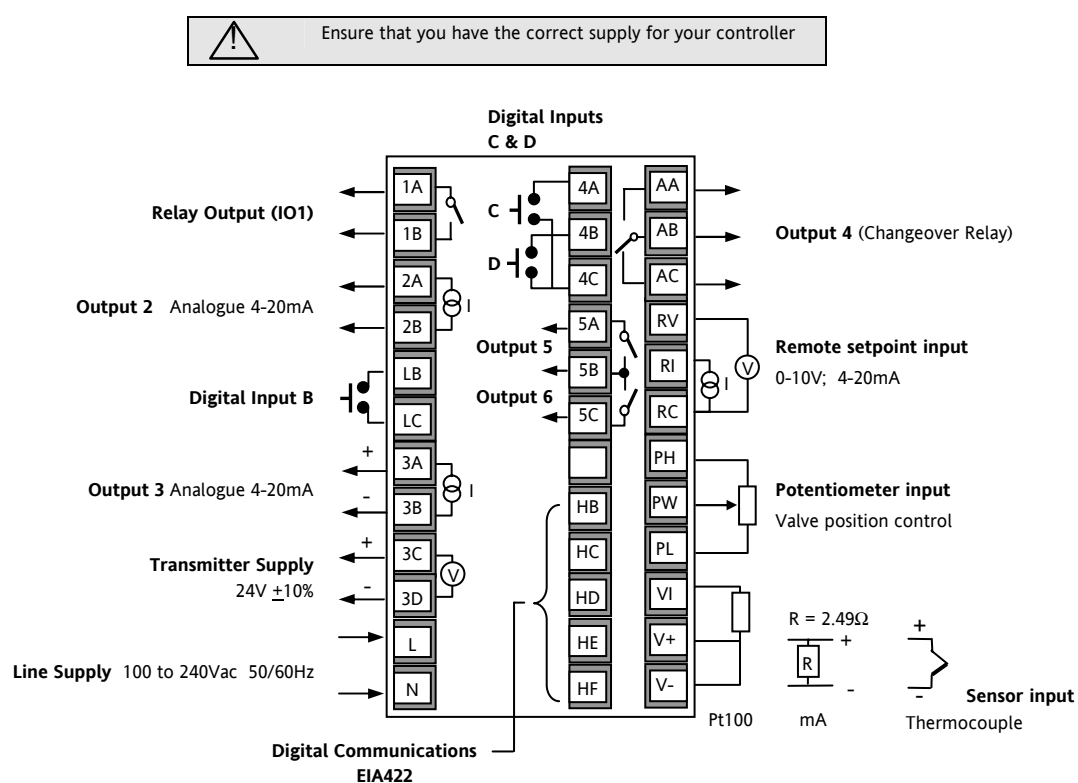 !
Ensure that you have the correct supply for your controller
Digital Inputs
C & D
Relay Output (IO1)
1A
1B
Output 2 Analogue 4-20mA
2A
2B
I
Digital Input B
LB
LC
Output 3 Analogue 4-20mA
+
-
3A
3B
I
Transmitter Supply
24V ±10%
+
-
3C
3D
V
Line Supply 100 to 240Vac 50/60Hz
L
N
C
D
4A
4B
4C
Output 5
Output 6
5A
5B
5C
HB
HC
HD
HE
HF
Digital Communications
EIA422
AA
AB
AC
Output 4 (Changeover Relay)
RV
RI
RC
I
V
Remote setpoint input
0-10V; 4-20mA
PH
PW
PL
Potentiometer input
Valve position control
VI
V+
V-
Pt100
R = 2.49Ω
+
R
-
mA
+
-
Thermocouple
Sensor input